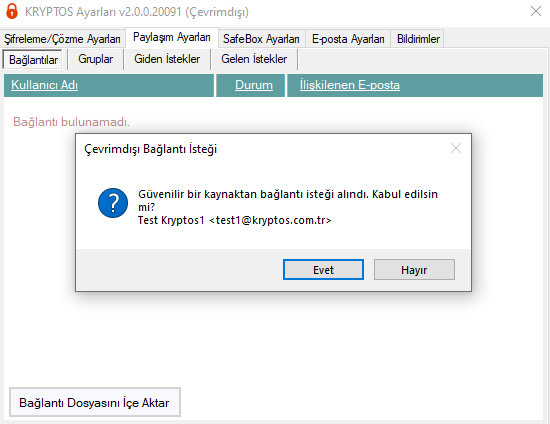 KRYPTOS Ayarları v2.0.0.20091 (Çevrimdışı)
Şifreleme/Çözme Ayarları Paylaşım Ayarları SafeBox Ayarları E-posta Ayarları Bildirimler
Bağlantılar Gruplar Giden İstekler Gelen İstekler
Kullanıcı Adı Durum İlişkilenen E-posta
Bağlantı bulunamadı.
Çevrimdışı Bağlantı İsteği
Güvenilir bir kaynaktan bağlantı isteği alındı. Kabul edilsin
mi?
Test Kryptos1 <test1@kryptos.com.tr>
Evet Hayır
Bağlantı Dosyasını İçe Aktar